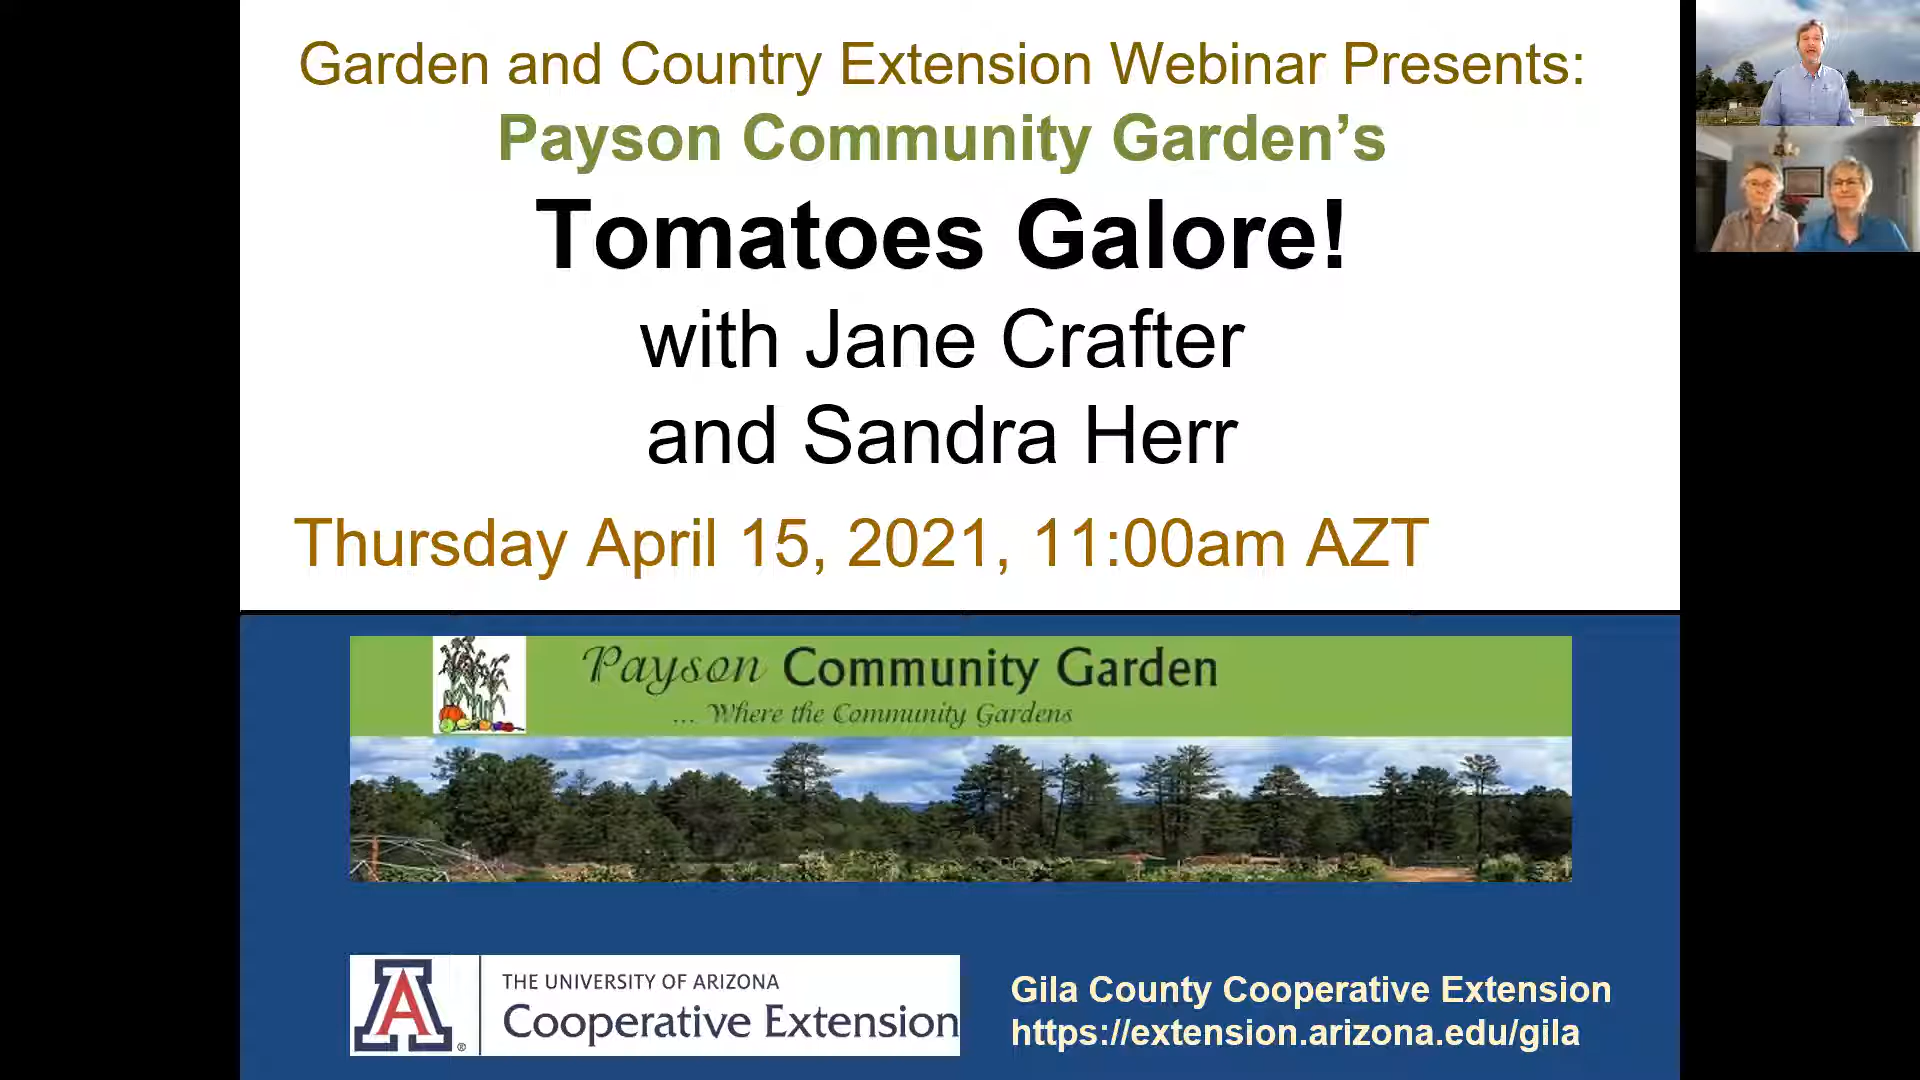 Garden and Country Extension Webinar Presents:
Payson Community Garden’s
Tomatoes Galore!
with Jane Crafter
and Sandra Herr
Thursday April 15, 2021, 11:00am AZT
Payson Community Garden
... Where the Community Gardens
A
THE UNIVERSITY OF ARIZONA
Cooperative Extension
®
Gila County Cooperative Extension
https://extension.arizona.edu/gila